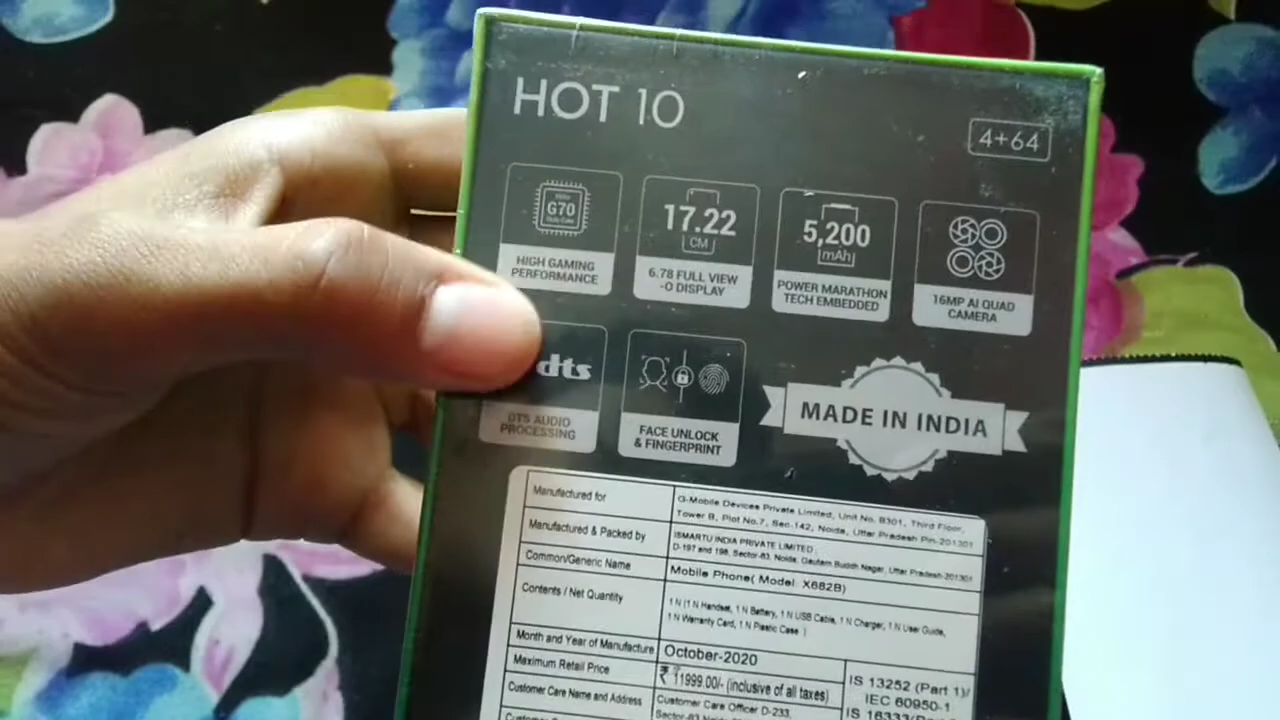 HOT 10
4+64
G70
HIGH GAMING
PERFORMANCE
17.22
CM
6.78 FULL VIEW
-O DISPLAY
5,200
mAh
POWER MARATHON
TECH EMBEDDED
16MP AI QUAD
CAMERA
dts
DTS AUDIO
PROCESSING
FACE UNLOCK
& FINGERPRINT
MADE IN INDIA
Manufactured for
G-Mobile Devices Private Limited, Unit No. B301, Third Floor,
Tower B, Plot No.7, Sec-142, Noida, Uttar Pradesh Pin-201301
Manufactured & Packed by
ISMARTU INDIA PRIVATE LIMITED
D-197 and 198, Sector-63, Noida, Gautam Buddh Nagar, Uttar Pradesh-201301
Common/Generic Name
Mobile Phone( Model: X682B)
Contents / Net Quantity
1 N (1 N Handset, 1 N Battery, 1 N USB Cable, 1 N Charger, 1 N User Guide,
1 N Warranty Card, 1 N Plastic Case )
Month and Year of Manufacture
October-2020
Maximum Retail Price
₹ 11999.00/- (inclusive of all taxes)
IS 13252 (Part 1)/
IEC 60950-1
Customer Care Name and Address
Customer Care Officer D-233,
IS 16333